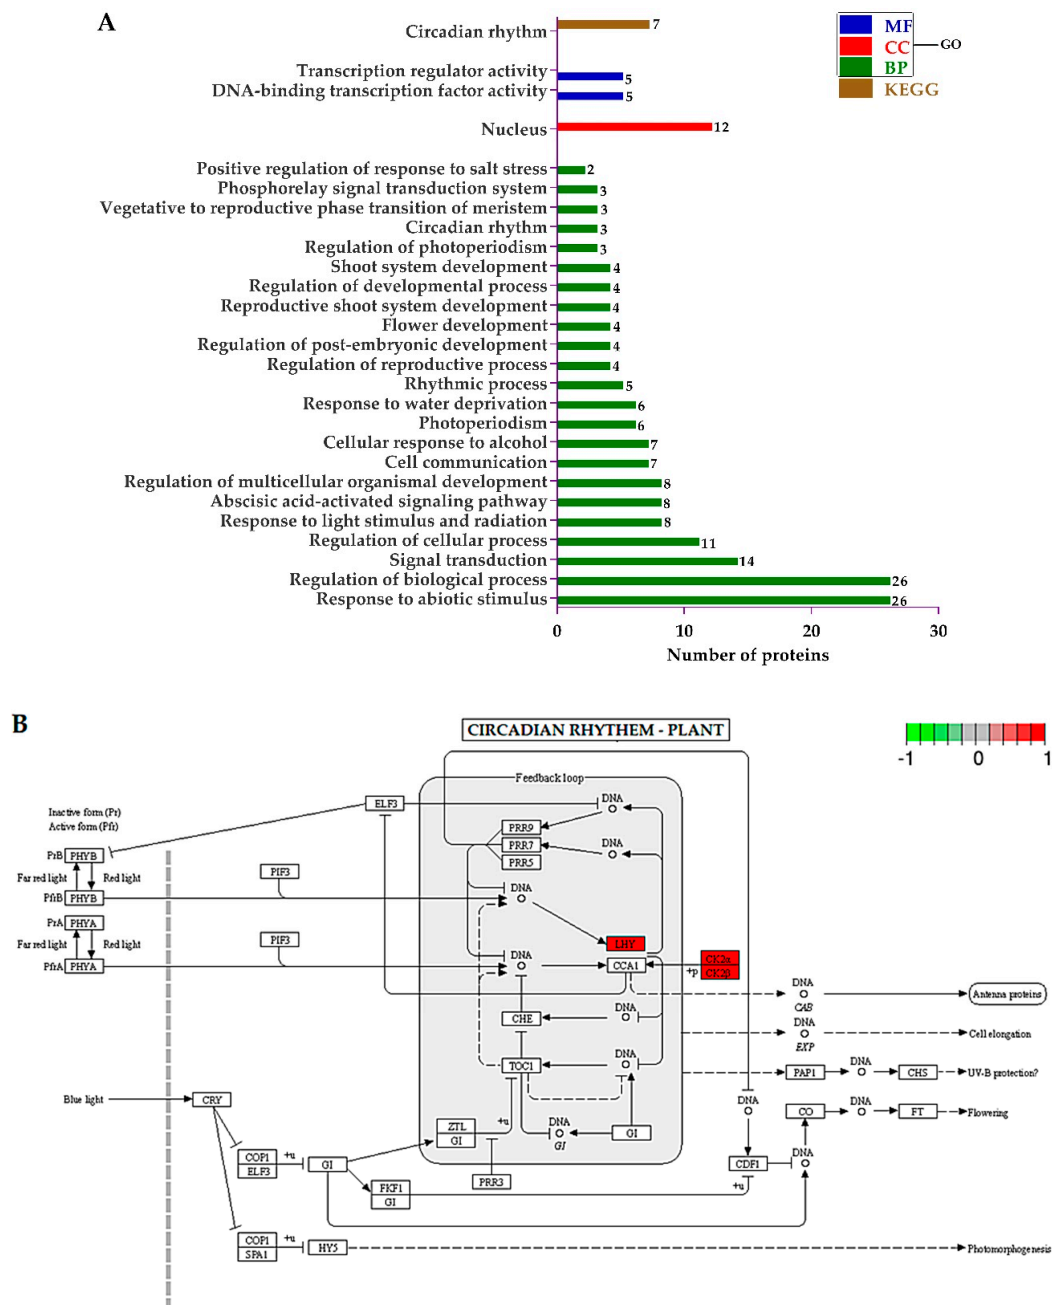 A
Circadian rhythm 7
Transcription regulator activity 5
DNA-binding transcription factor activity 5
Nucleus 12
Positive regulation of response to salt stress 2
Phosphorelay signal transduction system 3
Vegetative to reproductive phase transition of meristem 3
Circadian rhythm 3
Regulation of photoperiodism 3
Shoot system development 4
Regulation of developmental process 4
Reproductive shoot system development 4
Flower development 4
Regulation of post-embryonic development 4
Regulation of reproductive process 4
Rhythmic process 5
Response to water deprivation 6
Photoperiodism 6
Cellular response to alcohol 7
Cell communication 7
Regulation of multicellular organismal development 8
Abscisic acid-activated signaling pathway 8
Response to light stimulus and radiation 8
Regulation of cellular process 11
Signal transduction 14
Regulation of biological process 26
Response to abiotic stimulus 26
0 10 20 30
Number of proteins
MF
CC GO
BP
KEGG
B
CIRCADIAN RHYTHEM - PLANT
-1 0 1
Feedback loop
Inactive form (Pr)
Active form (Pfr)
ELF3
DNA
PRR9
PRR7
PRR5
DNA
PrB PHYB
Far red light Red light
PfrB PHYB
PIF3
DNA
PrA PHYA
Far red light Red light
PfrA PHYA
PIF3
DNA
LHY
CCA1
+p
CK2α
CK2β
DNA
CAB
Antenna proteins
CHE
DNA
DNA
EXP
Cell elongation
TOC1
DNA
PAP1
DNA
CHS
UV-B protection?
Blue light
CRY
DNA
CO
DNA
FT
Flowering
ZTL
GI
+u
DNA
GI
GI
COP1
ELF3
+u
GI
FKF1
GI
PRR3
CDF1
+u
DNA
COP1
SPA1
+u
HY5
Photomorphogenesis